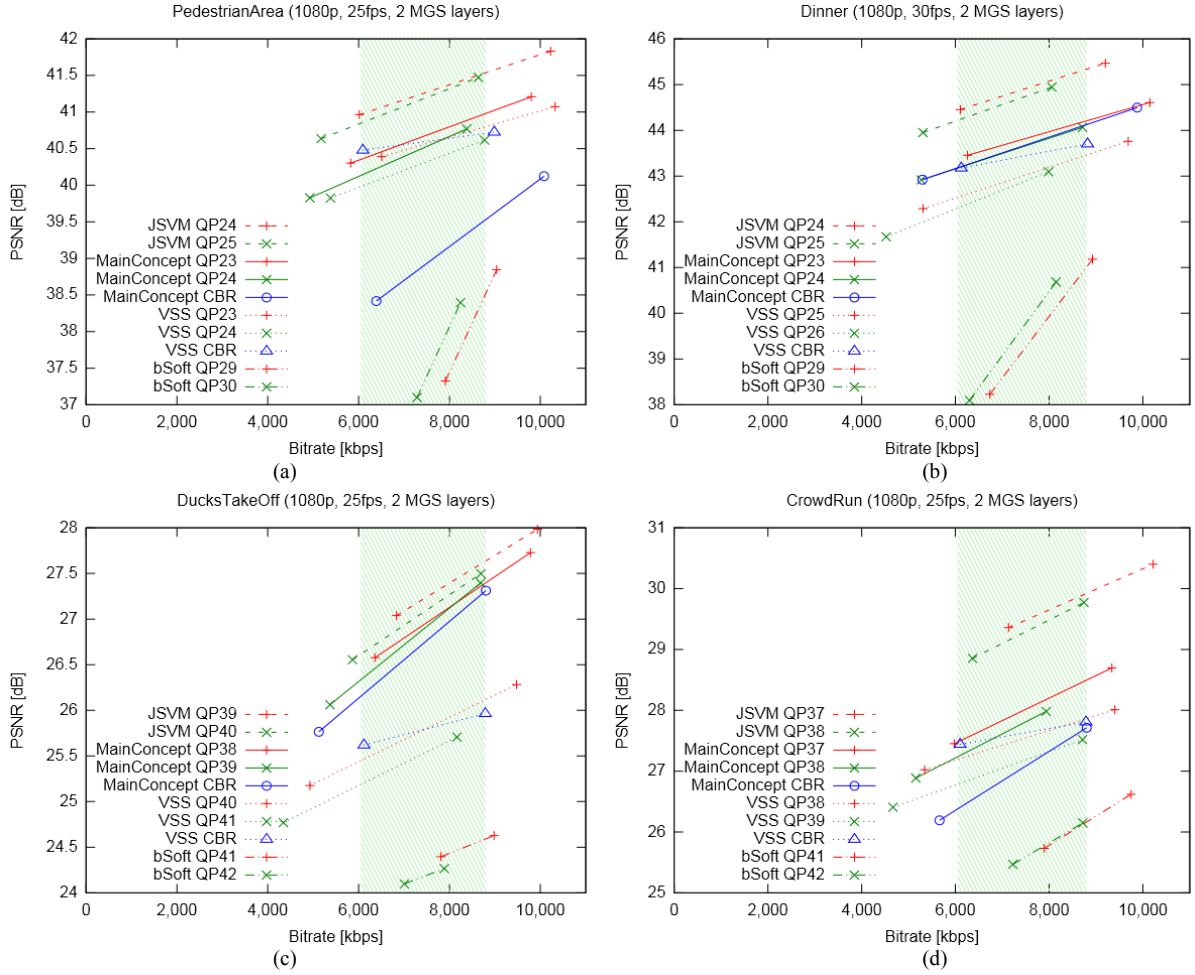 PedestrianArea (1080p, 25fps, 2 MGS layers)
42
41.5
41
40.5
40
39.5
39
38.5
38
37.5
37
PSNR [dB]
JSVM QP24
JSVM QP25
MainConcept QP23
MainConcept QP24
MainConcept CBR
VSS QP23
VSS QP24
VSS CBR
bSoft QP29
bSoft QP30
0 2,000 4,000 6,000 8,000 10,000
Bitrate [kbps]
(a)
Dinner (1080p, 30fps, 2 MGS layers)
46
45
44
43
42
41
40
39
38
PSNR [dB]
JSVM QP24
JSVM QP25
MainConcept QP23
MainConcept QP24
MainConcept CBR
VSS QP25
VSS QP26
VSS CBR
bSoft QP29
bSoft QP30
0 2,000 4,000 6,000 8,000 10,000
Bitrate [kbps]
(b)
DucksTakeOff (1080p, 25fps, 2 MGS layers)
28
27.5
27
26.5
26
25.5
25
24.5
24
PSNR [dB]
JSVM QP39
JSVM QP40
MainConcept QP38
MainConcept QP39
MainConcept CBR
VSS QP40
VSS QP41
VSS CBR
bSoft QP41
bSoft QP42
0 2,000 4,000 6,000 8,000 10,000
Bitrate [kbps]
(c)
CrowdRun (1080p, 25fps, 2 MGS layers)
31
30
29
28
27
26
25
PSNR [dB]
JSVM QP37
JSVM QP38
MainConcept QP37
MainConcept QP38
MainConcept CBR
VSS QP38
VSS QP39
VSS CBR
bSoft QP41
bSoft QP42
0 2,000 4,000 6,000 8,000 10,000
Bitrate [kbps]
(d)